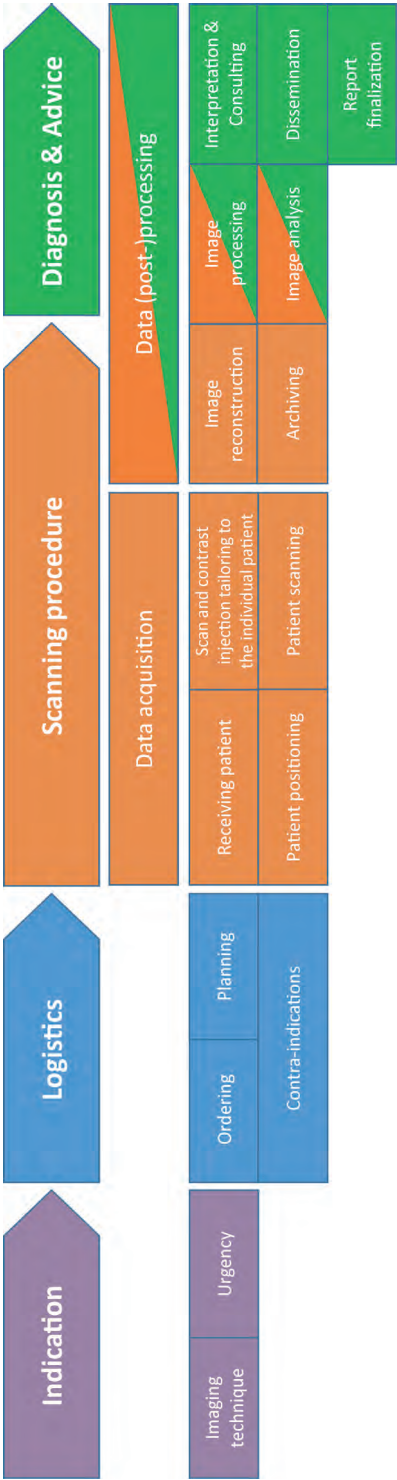 Indication
Logistics
Scanning procedure
Diagnosis & Advice
Data acquisition
Data (post-)processing
Imaging
technique
Urgency
Ordering
Planning
Contra-indications
Receiving patient
Scan and contrast
injection tailoring to
the individual patient
Patient positioning
Patient scanning
Image
reconstruction
Image
processing
Interpretation &
Consulting
Archiving
Image analysis
Dissemination
Report
finalization